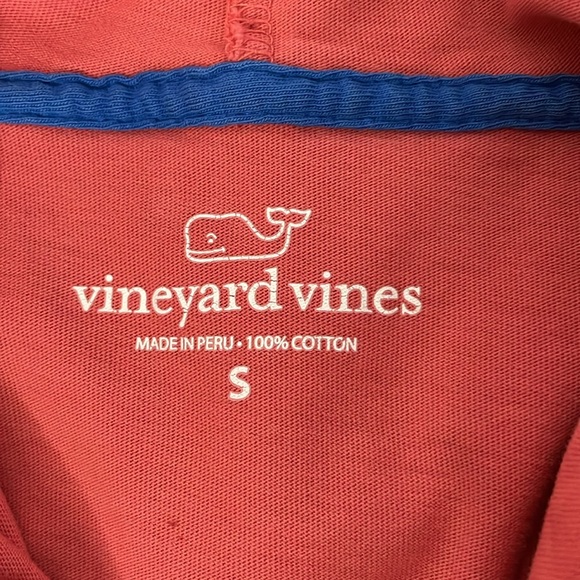 vineyard vines
MADE IN PERU • 100% COTTON
S